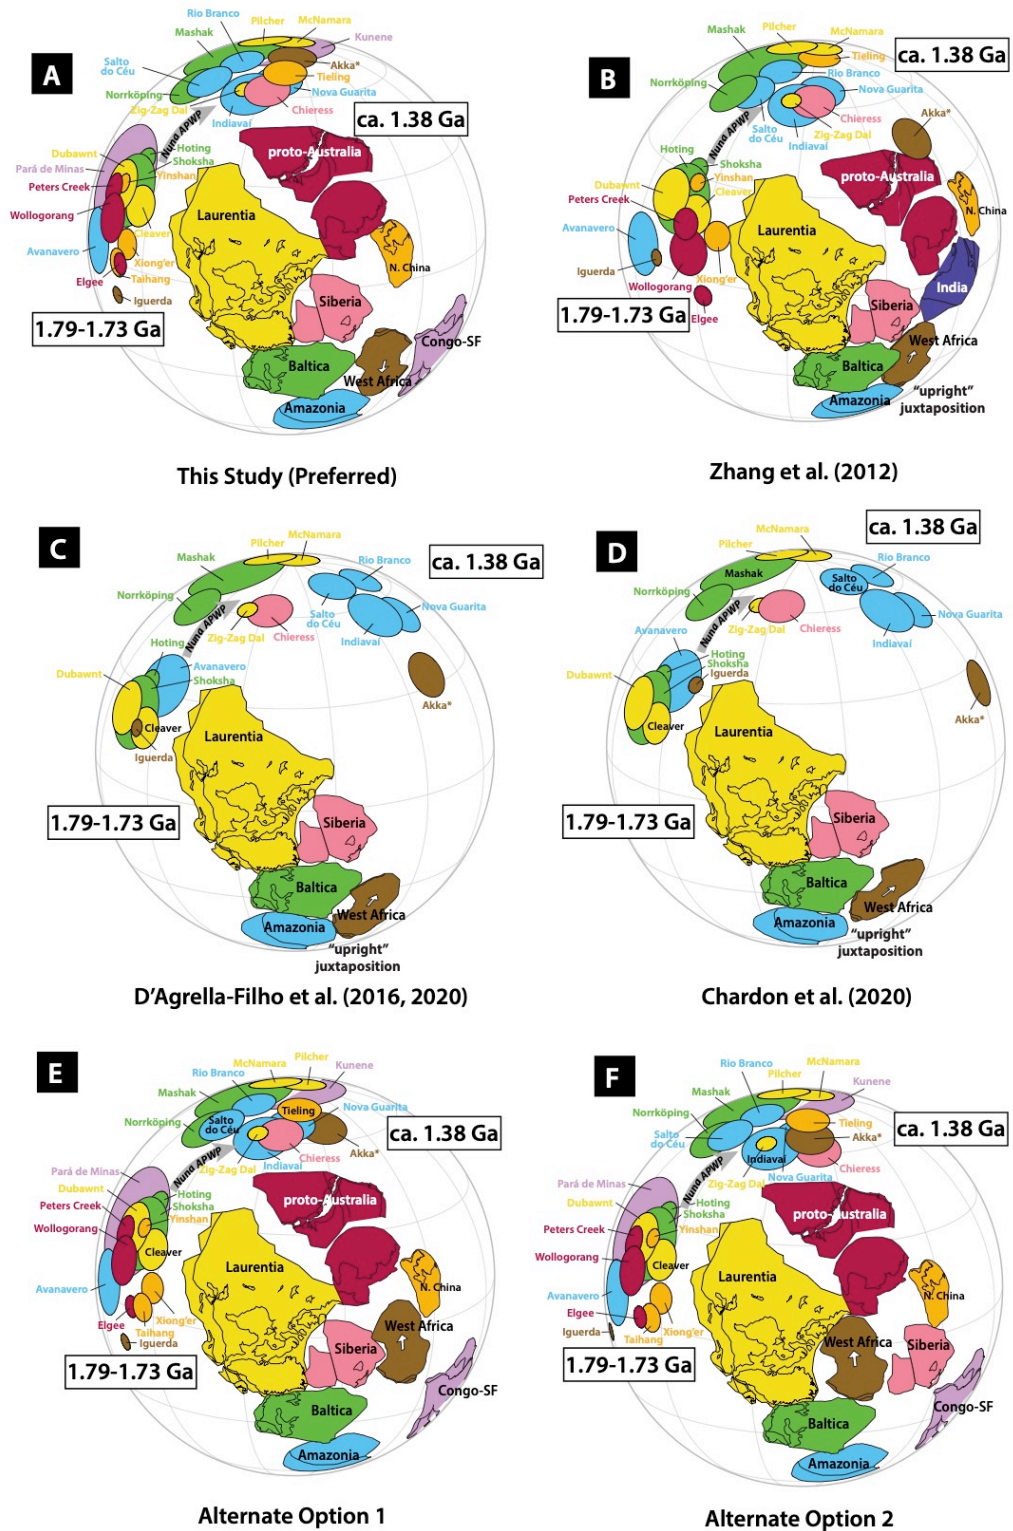 A
Rio Branco
Pilcher
McNamara
Mashak
Kunene
Salto
do Céu
Akka*
Tieling
Norrköping
Zig-Zag Dal
Nova Guarita
Chieress
Indiavaí
Nuna APWP
ca. 1.38 Ga
Dubawnt
Hoting
Shoksha
Pará de Minas
Yinshan
Peters Creek
Wollogorang
Cleaver
Avanavero
Xiong'er
Elgee
Taihang
Iguerda
1.79-1.73 Ga
proto-Australia
Laurentia
N. China
Siberia
Congo-SF
Baltica
West Africa
Amazonia
This Study (Preferred)
B
Mashak
Pilcher
McNamara
Tieling
ca. 1.38 Ga
Rio Branco
Norrköping
Nova Guarita
Akka*
Chieress
Salto
do Céu
Zig-Zag Dal
Indiavaí
Nuna APWP
Hoting
Shoksha
Yinshan
Dubawnt
Cleaver
Peters Creek
Avanavero
Iguerda
Xiong'er
Wollogorang
Elgee
1.79-1.73 Ga
proto-Australia
Laurentia
N. China
India
Siberia
West Africa
Baltica
Amazonia
"upright"
juxtaposition
Zhang et al. (2012)
C
McNamara
Pilcher
Mashak
ca. 1.38 Ga
Rio Branco
Norrköping
Salto
do Céu
Nova Guarita
Zig-Zag Dal
Chieress
Indiavaí
Nuna APWP
Hoting
Avanavero
Dubawnt
Shoksha
Akka*
Cleaver
Iguerda
1.79-1.73 Ga
Laurentia
Siberia
Baltica
West Africa
Amazonia
"upright"
juxtaposition
D'Agrella-Filho et al. (2016, 2020)
D
McNamara
ca. 1.38 Ga
Pilcher
Rio Branco
Mashak
Salto
do Céu
Norrköping
Nova Guarita
Avanavero
Zig-Zag Dal
Chieress
Indiavaí
Nuna APWP
Hoting
Shoksha
Iguerda
Dubawnt
Akka*
Cleaver
1.79-1.73 Ga
Laurentia
Siberia
Baltica
West Africa
Amazonia
"upright"
juxtaposition
Chardon et al. (2020)
E
McNamara
Pilcher
Rio Branco
Kunene
Mashak
Tieling
Nova Guarita
Norrköping
Salto
do Céu
ca. 1.38 Ga
Akka*
Chieress
Zig-Zag Dal
Indiavaí
Nuna APWP
Pará de Minas
Dubawnt
Hoting
Shoksha
Peters Creek
Yinshan
Wollogorang
Cleaver
Avanavero
Xiong'er
Elgee
Taihang
Iguerda
1.79-1.73 Ga
proto-Australia
Laurentia
N. China
West Africa
Siberia
Congo-SF
Baltica
Amazonia
Alternate Option 1
F
Rio Branco
McNamara
Pilcher
Kunene
Mashak
Norrköping
Tieling
ca. 1.38 Ga
Salto
do Céu
Akka*
Indiavaí
Chieress
Nova Guarita
Zig-Zag Dal
Nuna APWP
Pará de Minas
Dubawnt
Hoting
Shoksha
Peters Creek
Yinshan
Wollogorang
Cleaver
Avanavero
Elgee
Xiong'er
Iguerda
Taihang
1.79-1.73 Ga
proto-Australia
Laurentia
N. China
West Africa
Siberia
Congo-SF
Baltica
Amazonia
Alternate Option 2